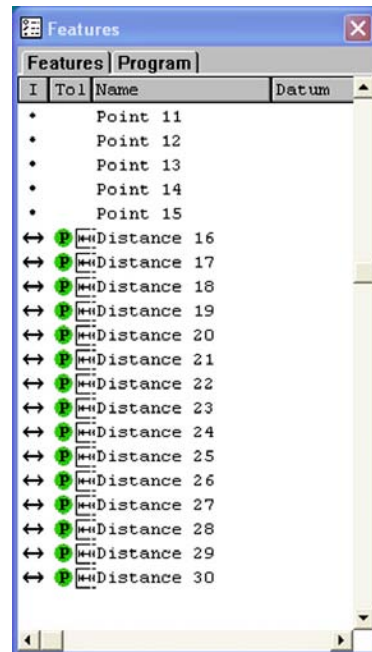 Features
Features Program
I Tol Name Datum
Point 11
Point 12
Point 13
Point 14
Point 15
P Distance 16
P Distance 17
P Distance 18
P Distance 19
P Distance 20
P Distance 21
P Distance 22
P Distance 23
P Distance 24
P Distance 25
P Distance 26
P Distance 27
P Distance 28
P Distance 29
P Distance 30